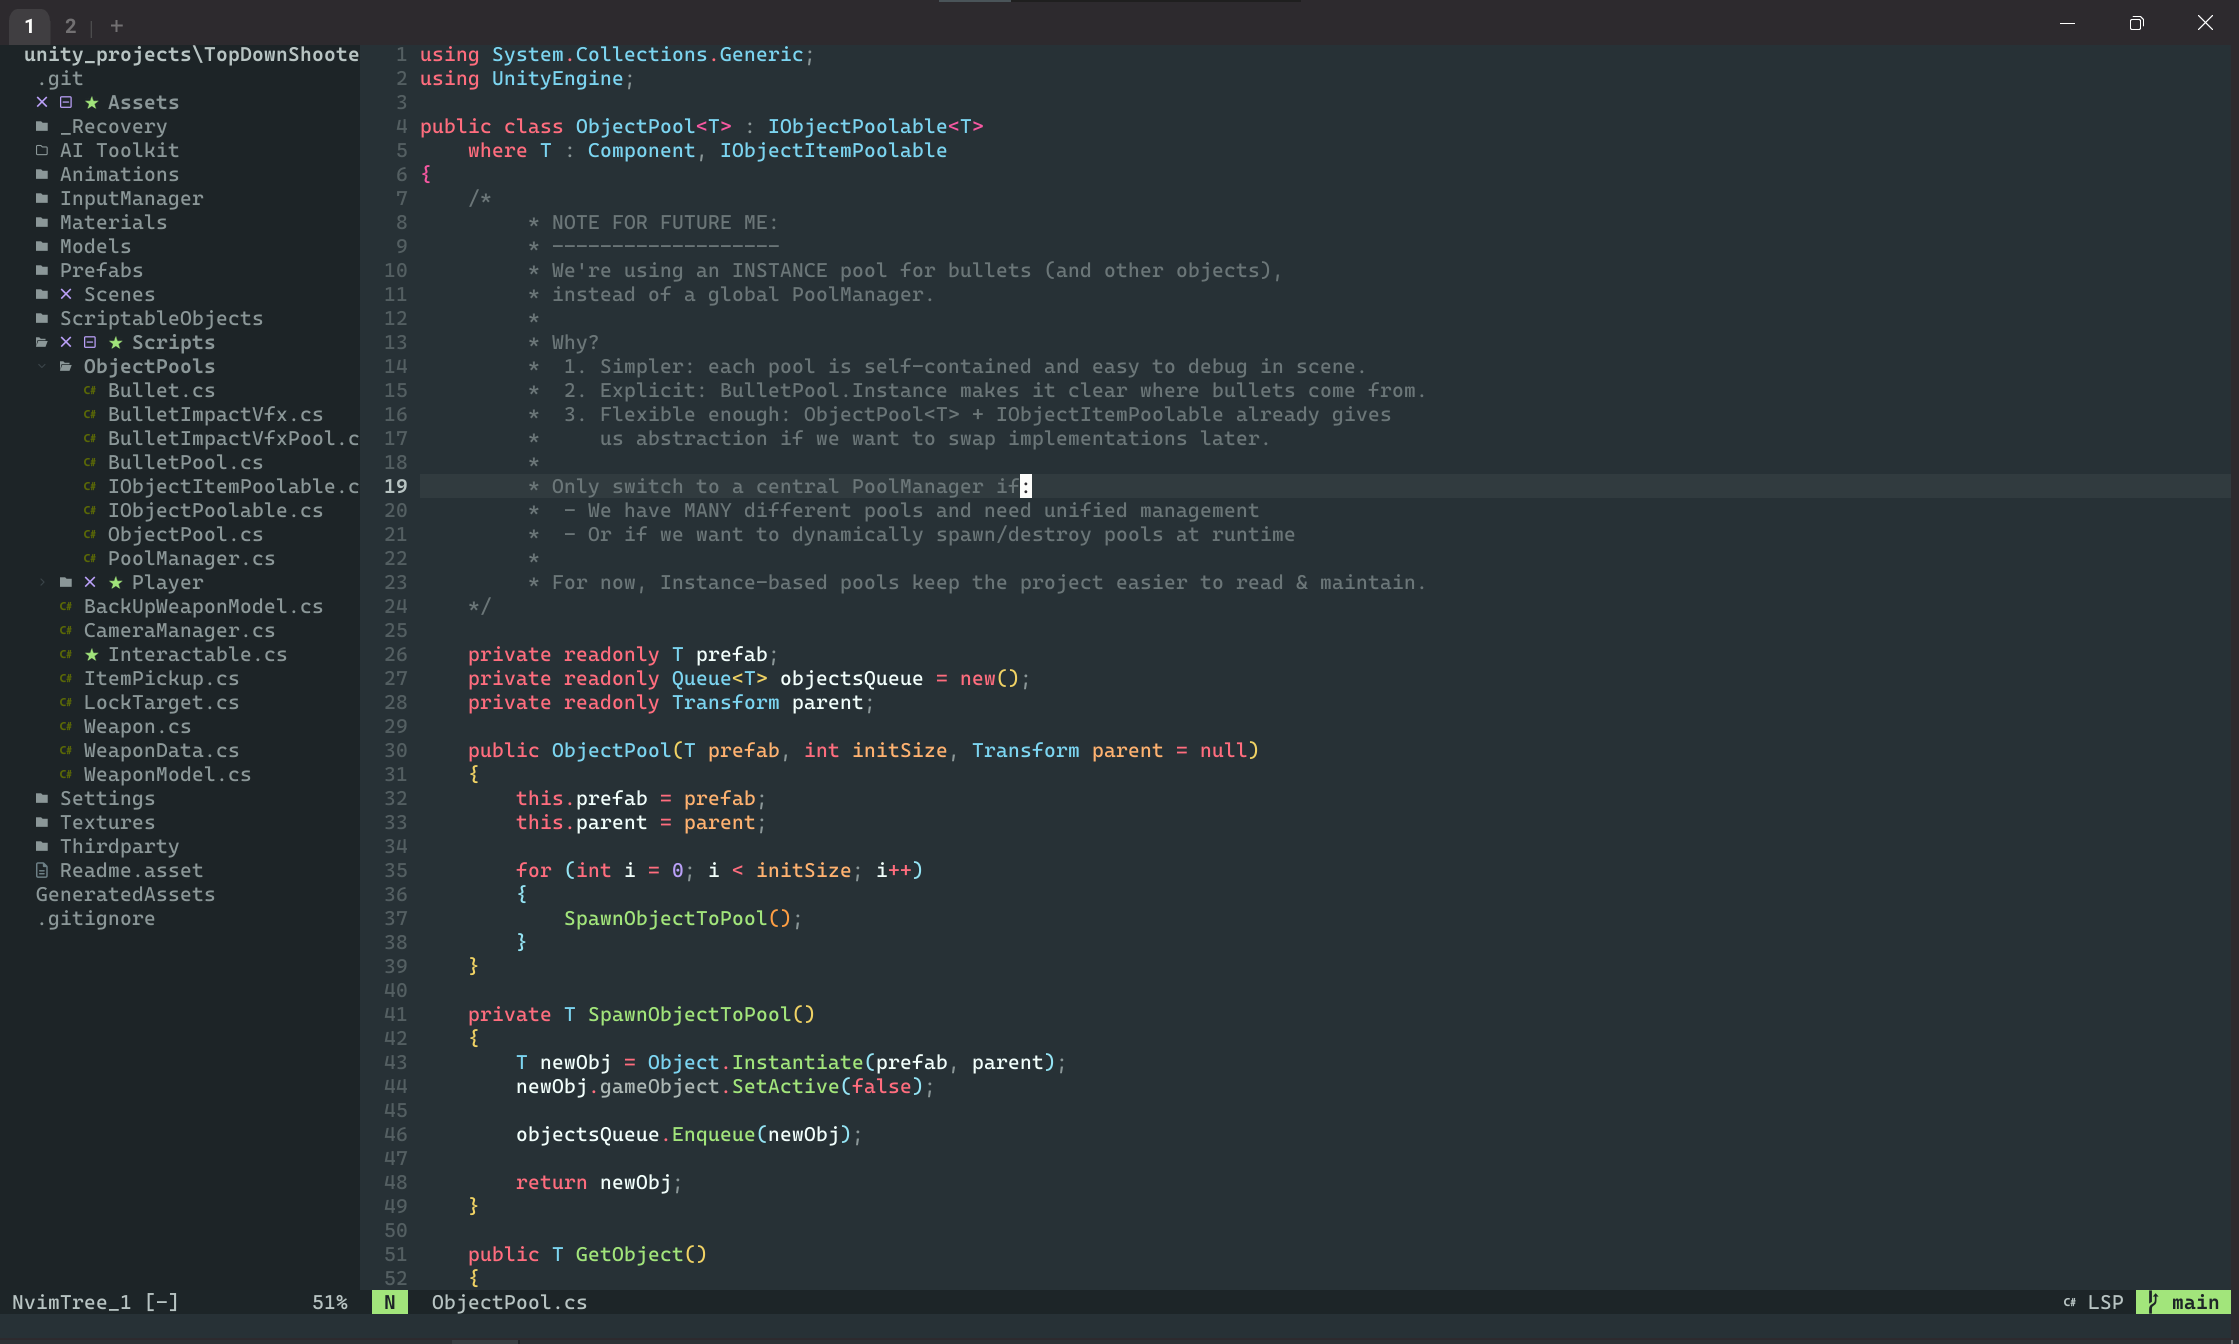 1 2 | +
unity_projects\TopDownShoote
.git
Assets
_Recovery
AI Toolkit
Animations
InputManager
Materials
Models
Prefabs
Scenes
ScriptableObjects
Scripts
ObjectPools
C# Bullet.cs
C# BulletImpactVfx.cs
C# BulletImpactVfxPool.c
C# BulletPool.cs
C# IObjectItemPoolable.c
C# IObjectPoolable.cs
C# ObjectPool.cs
C# PoolManager.cs
Player
C# BackUpWeaponModel.cs
C# CameraManager.cs
C# ★ Interactable.cs
C# ItemPickup.cs
C# LockTarget.cs
C# Weapon.cs
C# WeaponData.cs
C# WeaponModel.cs
Settings
Textures
Thirdparty
Readme.asset
GeneratedAssets
.gitignore
NvimTree_1 [-] 51%
1 using System.Collections.Generic;
2 using UnityEngine;
3
4 public class ObjectPool<T> : IObjectPoolable<T>
5     where T : Component, IObjectItemPoolable
6 {
7     /*
8          * NOTE FOR FUTURE ME:
9          * -------------------
10          * We're using an INSTANCE pool for bullets (and other objects),
11          * instead of a global PoolManager.
12          *
13          * Why?
14          *  1. Simpler: each pool is self-contained and easy to debug in scene.
15          *  2. Explicit: BulletPool.Instance makes it clear where bullets come from.
16          *  3. Flexible enough: ObjectPool<T> + IObjectItemPoolable already gives
17          *     us abstraction if we want to swap implementations later.
18          *
19          * Only switch to a central PoolManager if:
20          *  - We have MANY different pools and need unified management
21          *  - Or if we want to dynamically spawn/destroy pools at runtime
22          *
23          * For now, Instance-based pools keep the project easier to read & maintain.
24     */
25
26     private readonly T prefab;
27     private readonly Queue<T> objectsQueue = new();
28     private readonly Transform parent;
29
30     public ObjectPool(T prefab, int initSize, Transform parent = null)
31     {
32         this.prefab = prefab;
33         this.parent = parent;
34
35         for (int i = 0; i < initSize; i++)
36         {
37             SpawnObjectToPool();
38         }
39     }
40
41     private T SpawnObjectToPool()
42     {
43         T newObj = Object.Instantiate(prefab, parent);
44         newObj.gameObject.SetActive(false);
45
46         objectsQueue.Enqueue(newObj);
47
48         return newObj;
49     }
50
51     public T GetObject()
52     {
N ObjectPool.cs C# LSP main